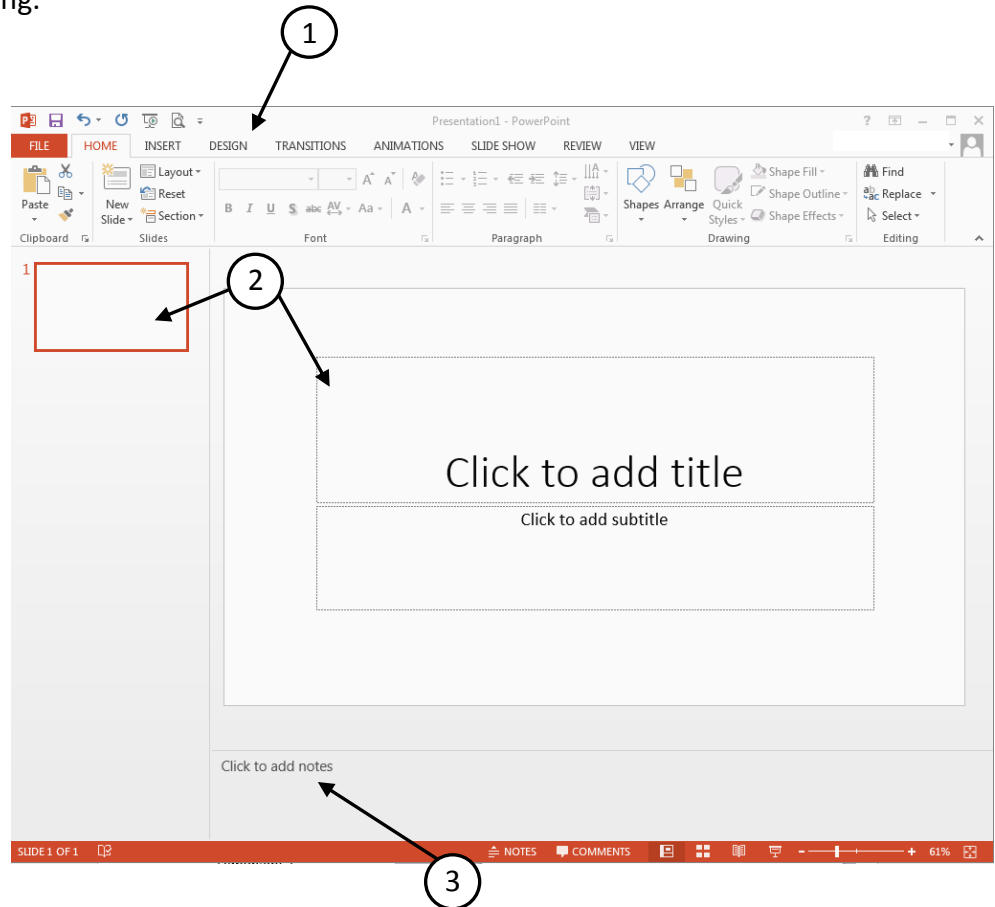 ng.
1
Presentation1 - PowerPoint
FILE HOME INSERT DESIGN TRANSITIONS ANIMATIONS SLIDE SHOW REVIEW VIEW
Paste
New
Slide
Layout
Reset
Section
B I U S abc AV Aa A
Shapes Arrange Quick
Styles
Shape Fill
Shape Outline
Shape Effects
Find
Replace
Select
Clipboard Slides Font Paragraph Drawing Editing
1
2
Click to add title
Click to add subtitle
Click to add notes
SLIDE 1 OF 1 NOTES COMMENTS 61%
3